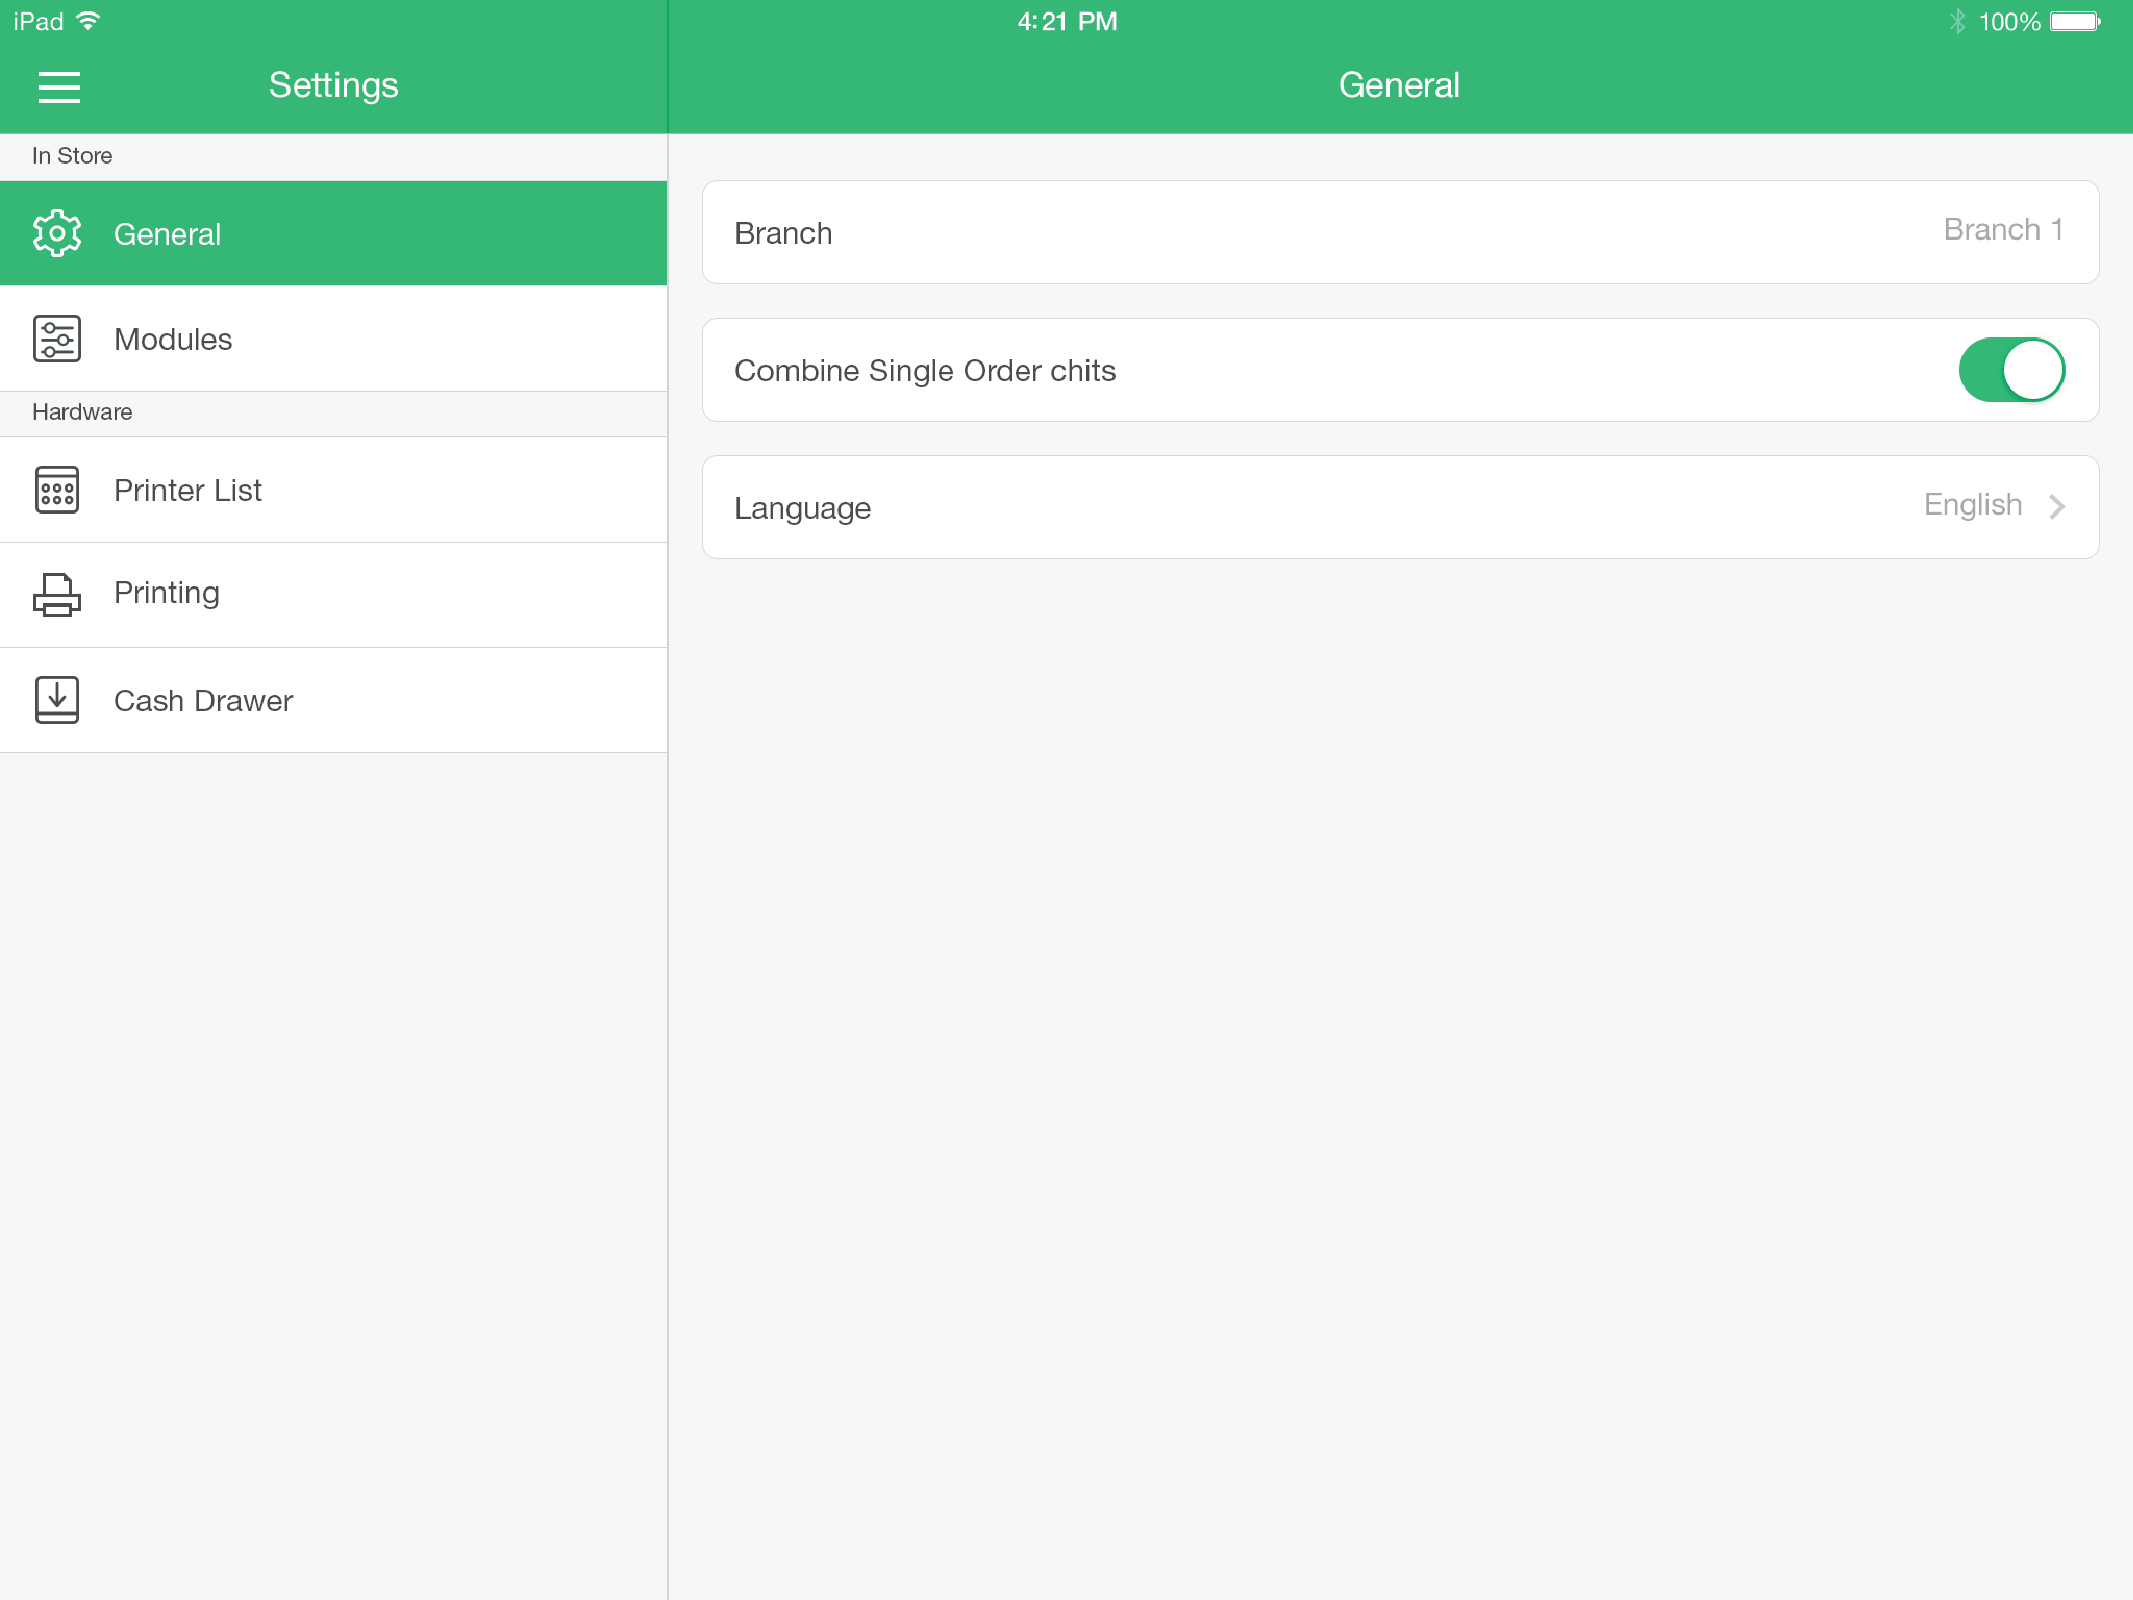 iPad
4:21 PM
100%
Settings
General
In Store
General
Modules
Hardware
Printer List
Printing
Cash Drawer
Branch
Branch 1
Combine Single Order chits
Language
English